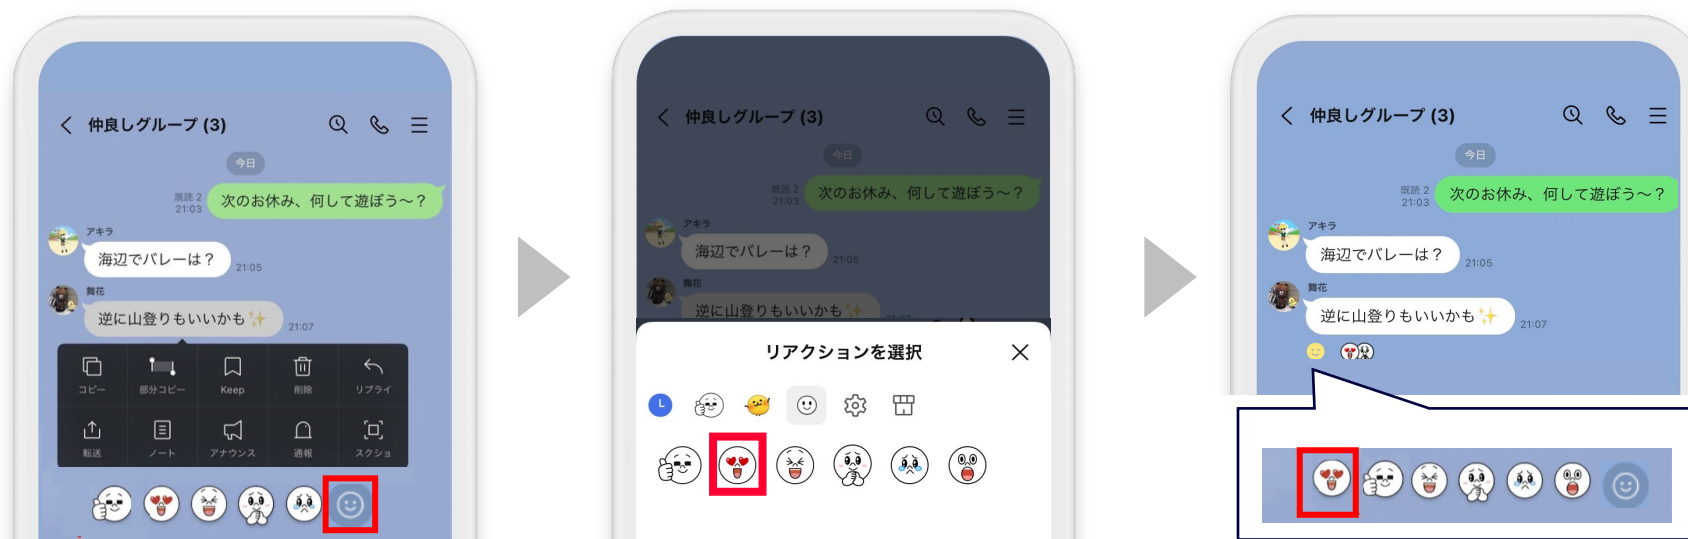 仲良しグループ (3)
今日
既読 2
21:03
次のお休み、何して遊ぼう〜？
アキラ
海辺でバレーは？
21:05
舞花
逆に山登りもいいかも✨
21:07
コピー
部分コピー
Keep
削除
リプライ
転送
ノート
アナウンス
通報
スクショ
仲良しグループ (3)
今日
既読 2
21:03
次のお休み、何して遊ぼう〜？
アキラ
海辺でバレーは？
21:05
舞花
逆に山登りもいいかも✨
リアクションを選択
仲良しグループ (3)
今日
既読 2
21:03
次のお休み、何して遊ぼう〜？
アキラ
海辺でバレーは？
21:05
舞花
逆に山登りもいいかも✨
21:07